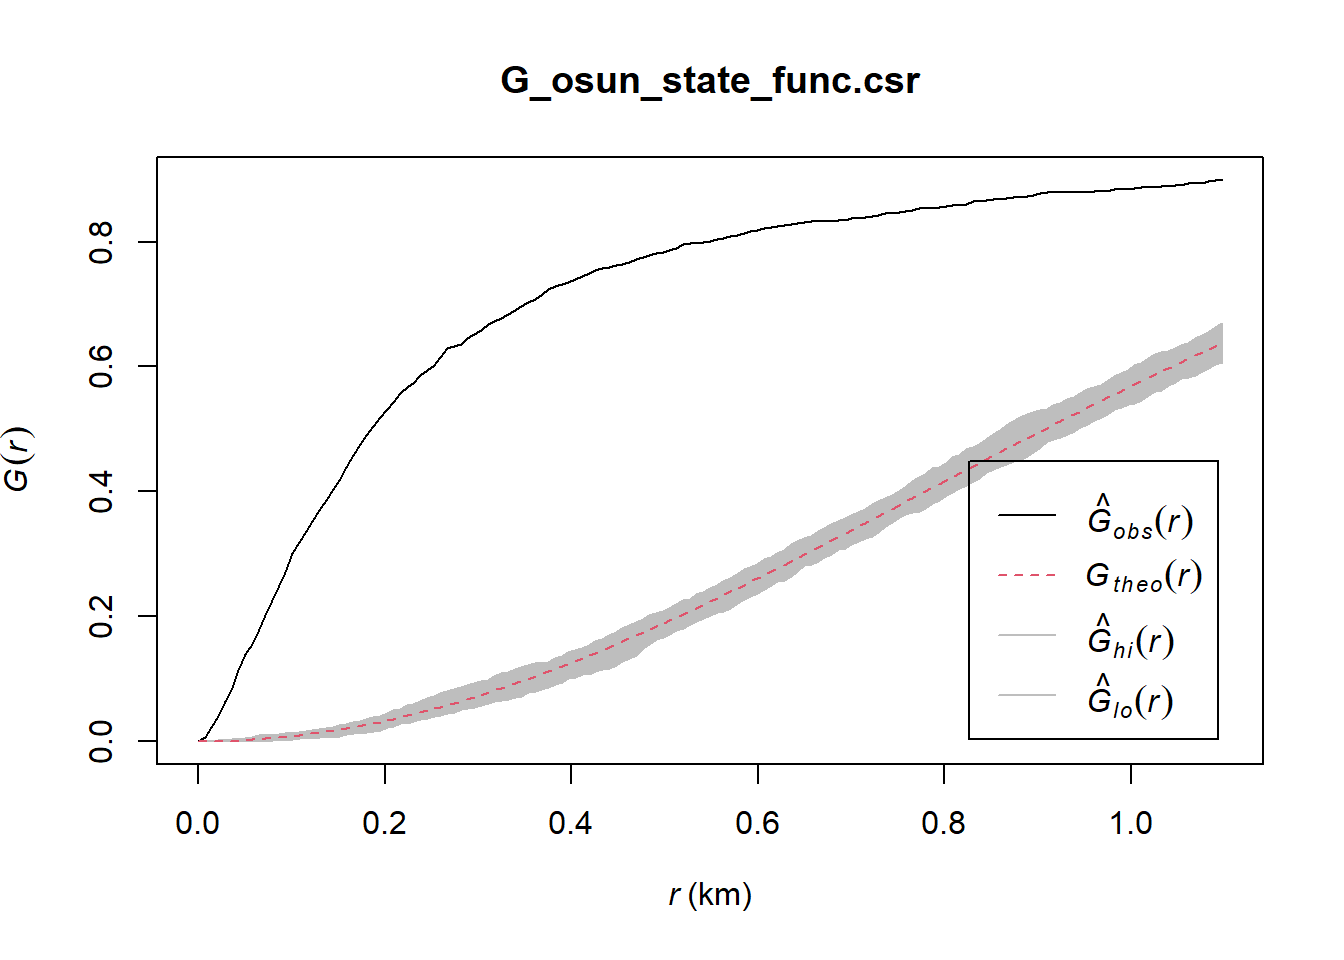 G_osun_state_func.csr
G(r)
0.8
0.6
0.4
0.2
0.0
Ĝobs(r)
Gtheo(r)
Ĝhi(r)
Ĝlo(r)
0.0 0.2 0.4 0.6 0.8 1.0
r (km)